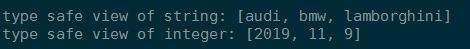 type safe view of string: [audi, bmw, lamborghini]
type safe view of integer: [2019, 11, 9]